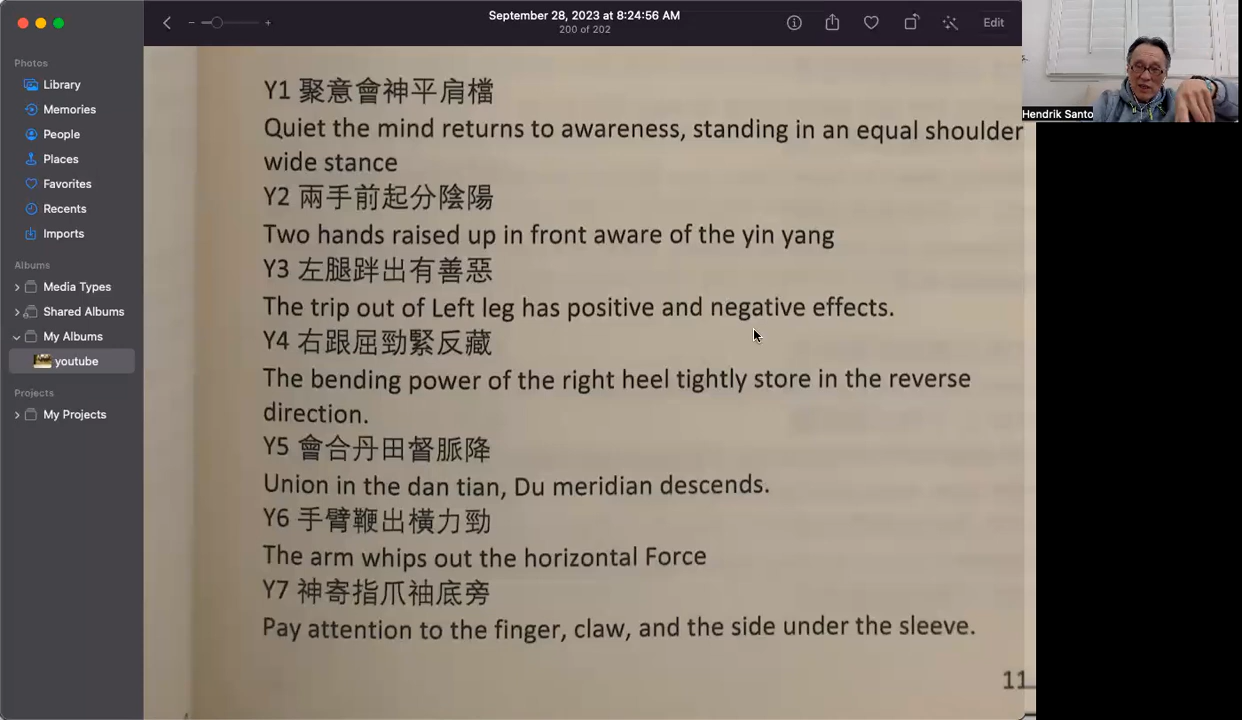 September 28, 2023 at 8:24:56 AM
200 of 202
Edit
Photos
Library
Memories
People
Places
Favorites
Recents
Imports
Albums
Media Types
Shared Albums
My Albums
youtube
Projects
My Projects
Hendrik Santo
Y1 聚意會神平肩檔
Quiet the mind returns to awareness, standing in an equal shoulder
wide stance
Y2 兩手前起分陰陽
Two hands raised up in front aware of the yin yang
Y3 左腿跘出有善惡
The trip out of Left leg has positive and negative effects.
Y4 右跟屈勁緊反藏
The bending power of the right heel tightly store in the reverse
direction.
Y5 會合丹田督脈降
Union in the dan tian, Du meridian descends.
Y6 手臂鞭出橫力勁
The arm whips out the horizontal Force
Y7 神寄指爪袖底旁
Pay attention to the finger, claw, and the side under the sleeve.
11